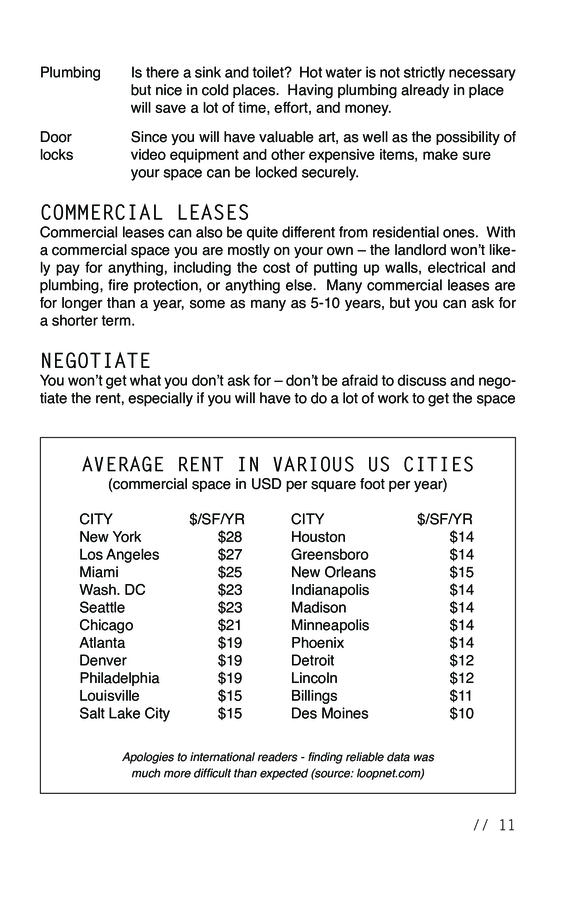 Plumbing Is there a sink and toilet? Hot water is not strictly necessary
but nice in cold places. Having plumbing already in place
will save a lot of time, effort, and money.
Door Since you will have valuable art, as well as the possibility of
locks video equipment and other expensive items, make sure
your space can be locked securely.
COMMERCIAL LEASES
Commercial leases can also be quite different from residential ones. With
a commercial space you are mostly on your own – the landlord won't like-
ly pay for anything, including the cost of putting up walls, electrical and
plumbing, fire protection, or anything else. Many commercial leases are
for longer than a year, some as many as 5-10 years, but you can ask for
a shorter term.
NEGOTIATE
You won't get what you don't ask for – don't be afraid to discuss and nego-
tiate the rent, especially if you will have to do a lot of work to get the space
AVERAGE RENT IN VARIOUS US CITIES
(commercial space in USD per square foot per year)
CITY $/SF/YR CITY $/SF/YR
New York $28 Houston $14
Los Angeles $27 Greensboro $14
Miami $25 New Orleans $15
Wash. DC $23 Indianapolis $14
Seattle $23 Madison $14
Chicago $21 Minneapolis $14
Atlanta $19 Phoenix $14
Denver $19 Detroit $12
Philadelphia $19 Lincoln $12
Louisville $15 Billings $11
Salt Lake City $15 Des Moines $10
Apologies to international readers - finding reliable data was
much more difficult than expected (source: loopnet.com)
// 11